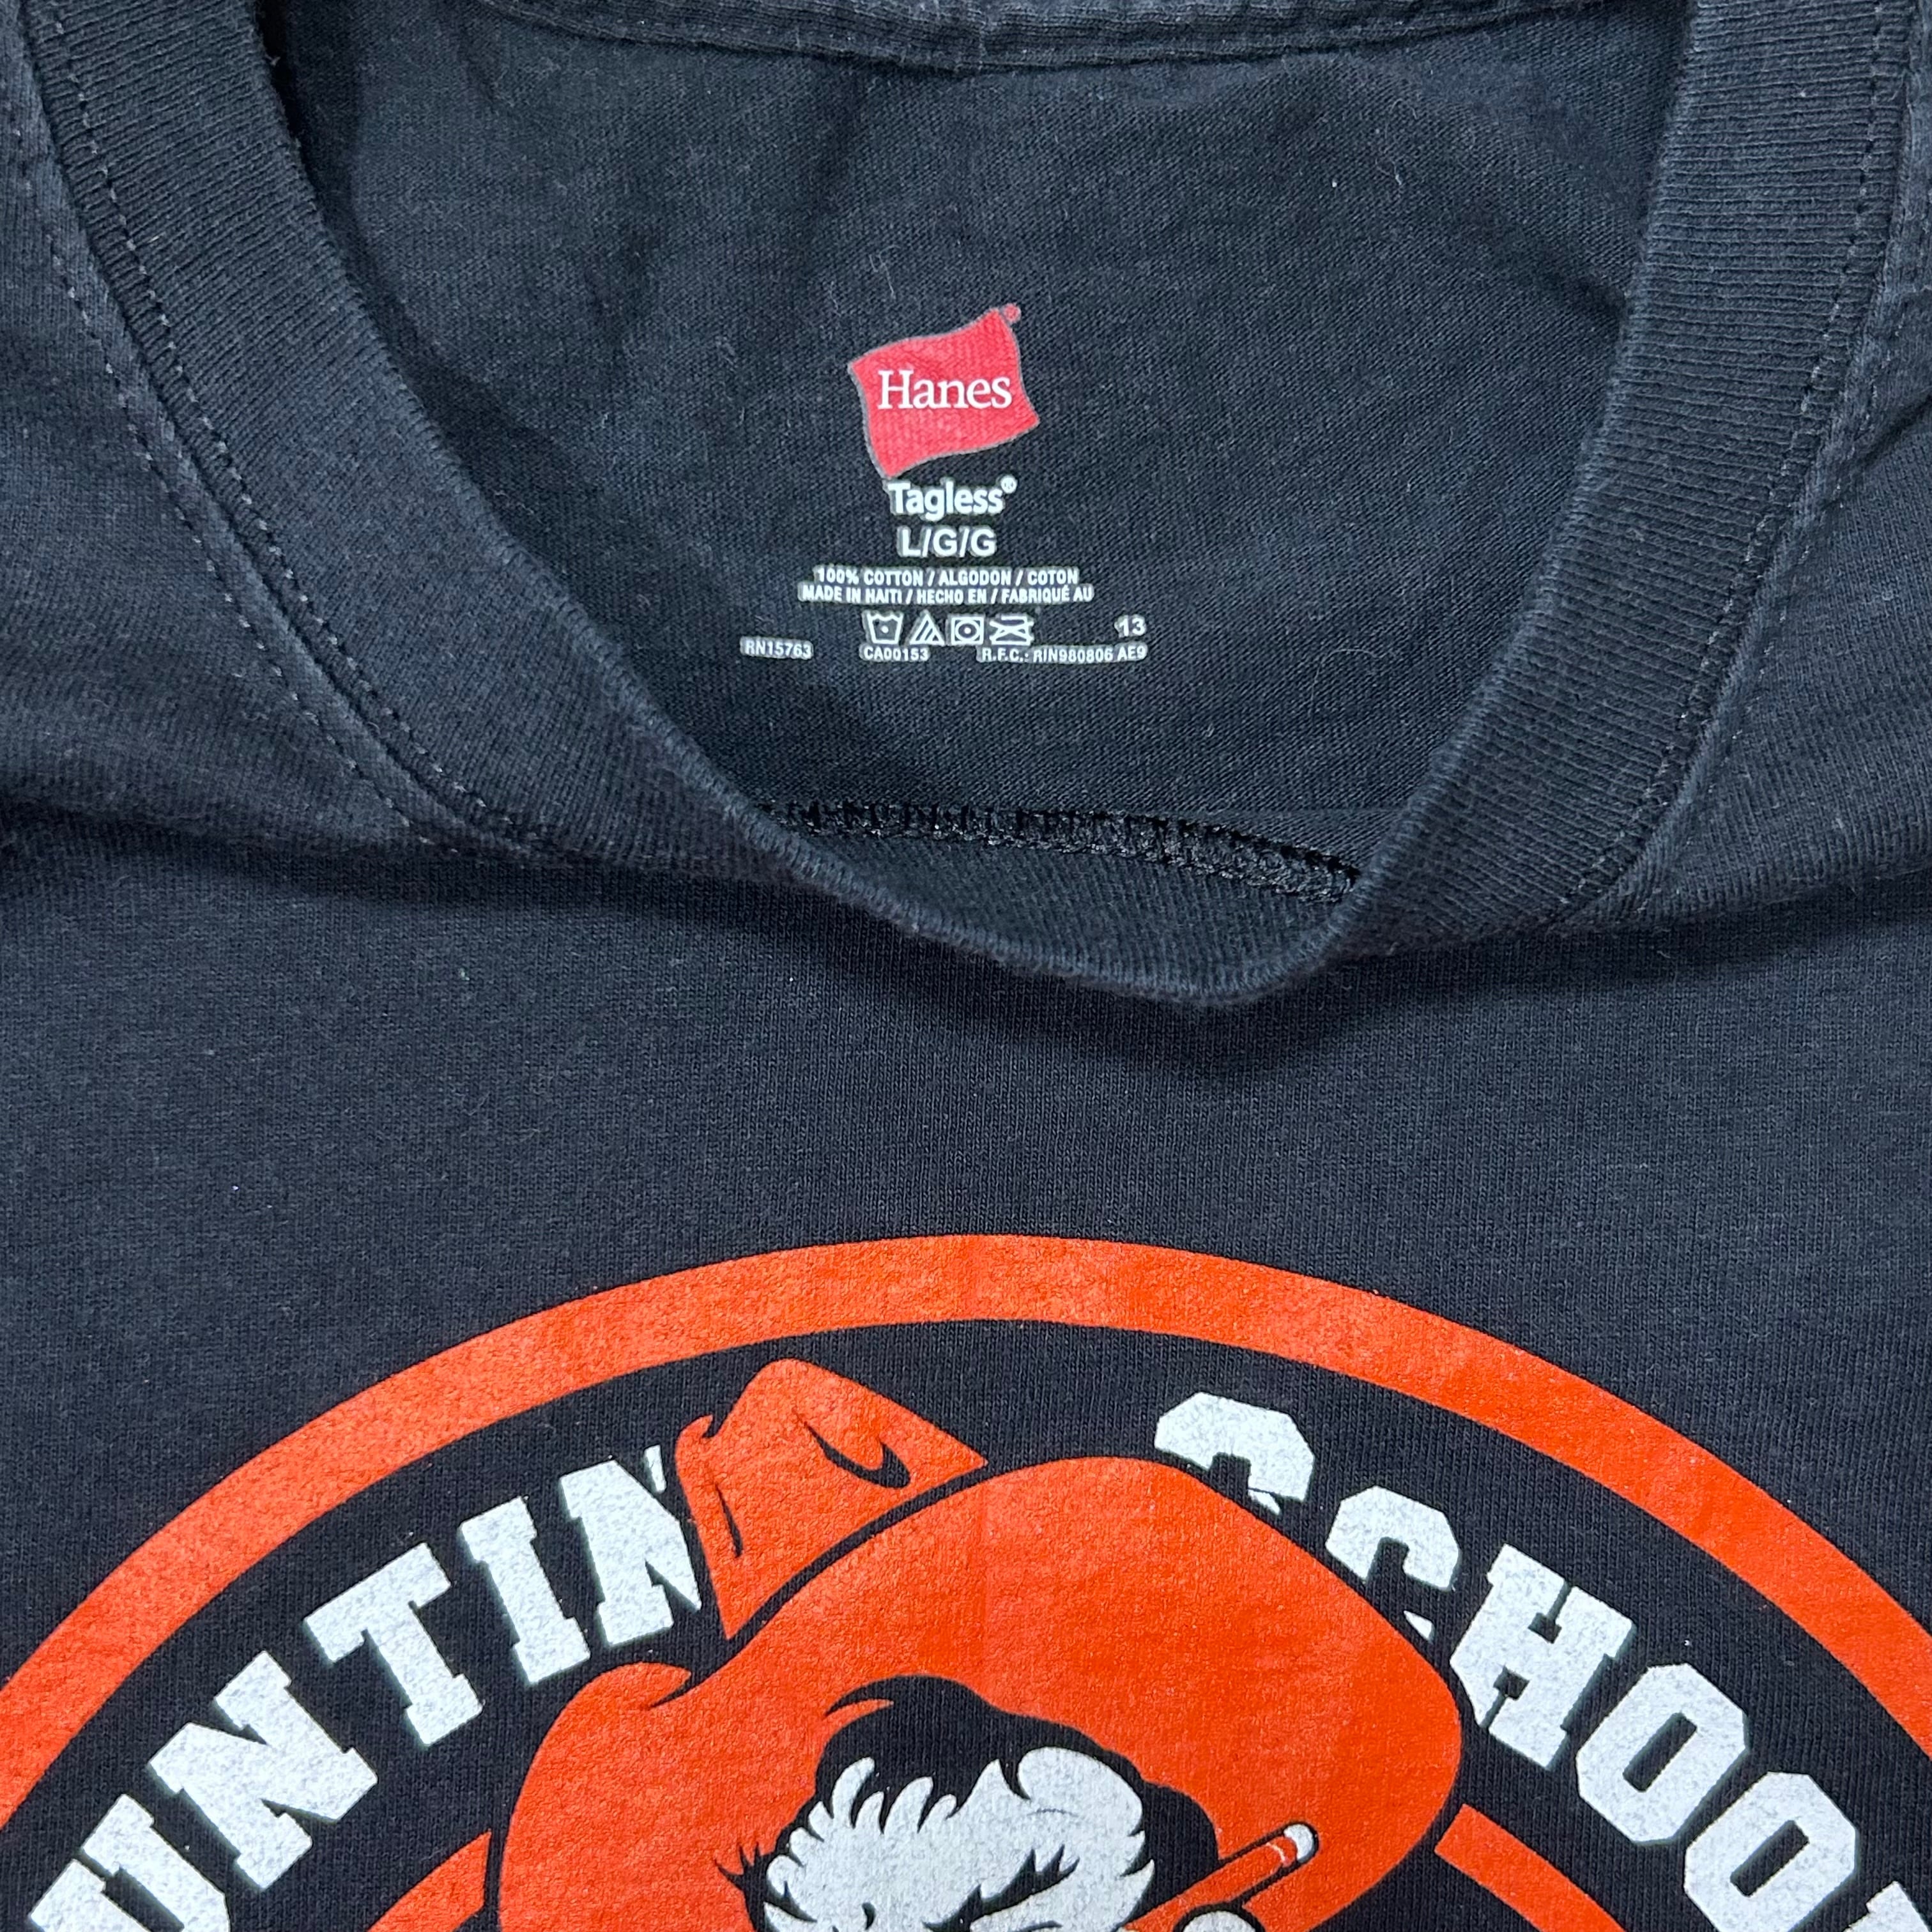 Hanes®
Tagless®
L/G/G
100% COTTON / ALGODON / COTON
MADE IN HAITI / HECHO EN / FABRIQUÉ AU
13
RN15763 CA00153 R.F.C.: RIN980806 AE9
UNTIN SCHOO